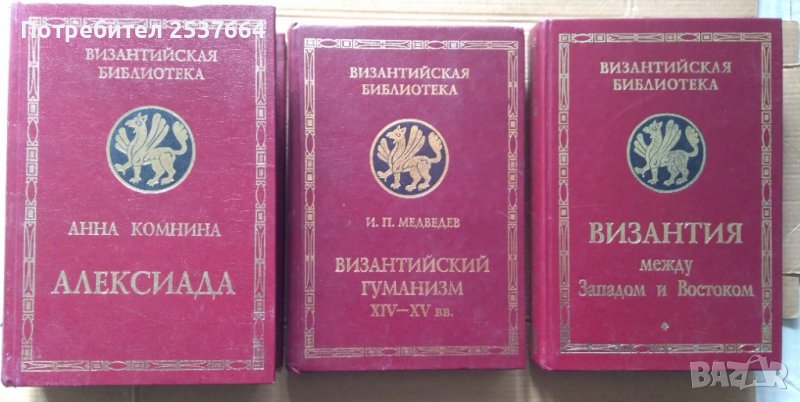 Потребител 2537664
ВИЗАНТИЙСКАЯ
БИБЛИОТЕКА
АННА КОМНИНА
АЛЕКСИАДА
ВИЗАНТИЙСКАЯ
БИБЛИОТЕКА
И. П. МЕДВЕДЕВ
ВИЗАНТИЙСКИЙ
ГУМАНИЗМ
XIV—XV ВВ.
ВИЗАНТИЙСКАЯ
БИБЛИОТЕКА
ВИЗАНТИЯ
между
Западом и Востоком
BAZAR